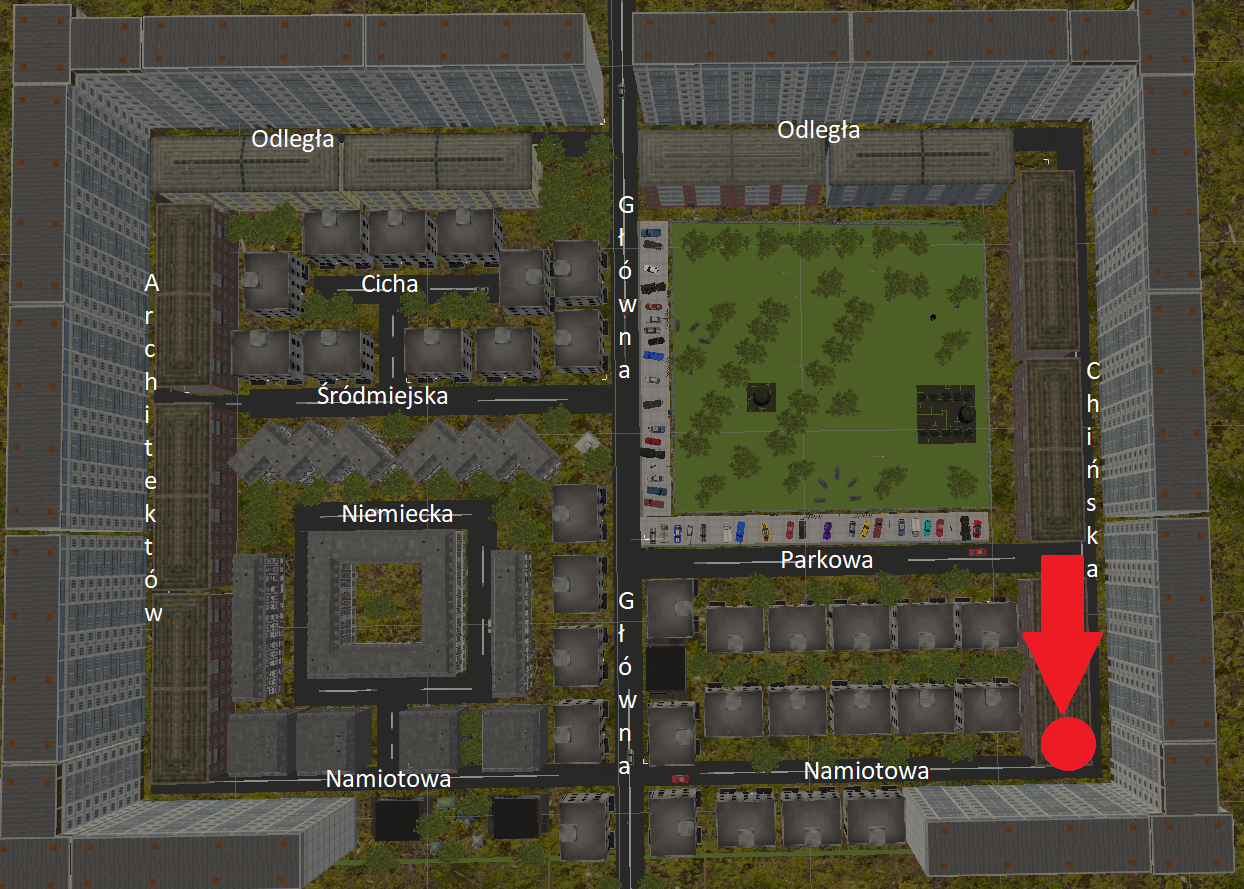 Odległa
Odległa
Główna
Cicha
Architektów
Śródmiejska
Chińska
Niemiecka
Parkowa
Główna
Namiotowa
Namiotowa